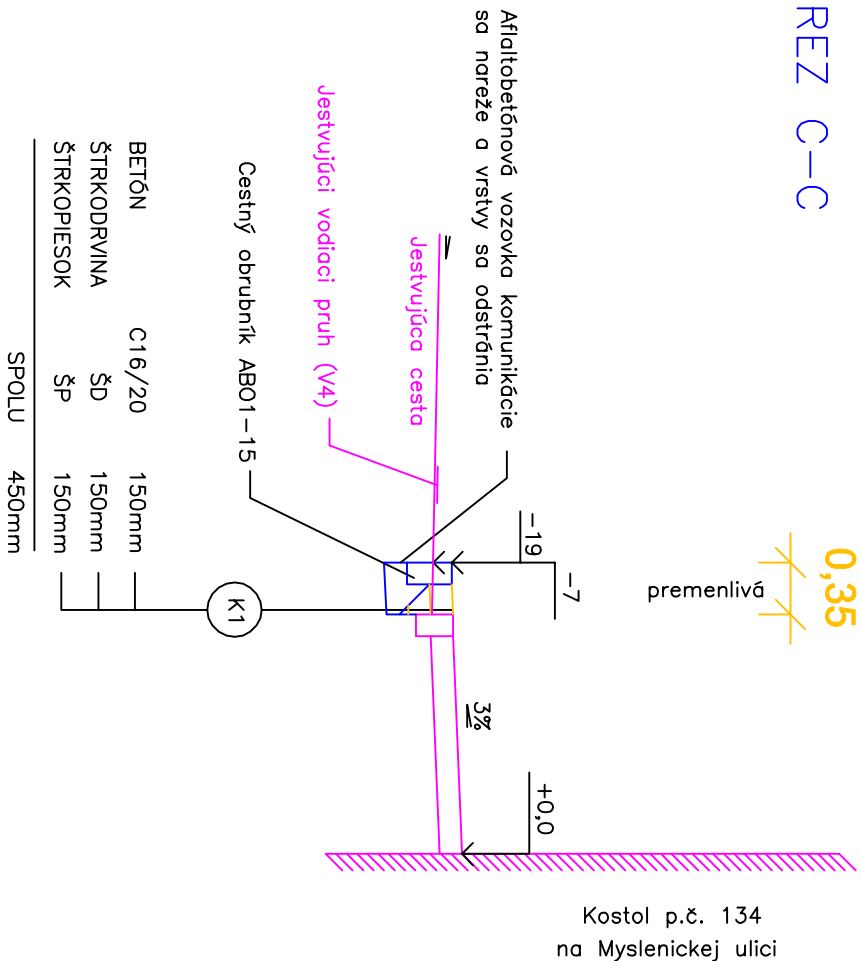 REZ C-C
0,35
premenlivá
Aflaltobetónová vozovka komunikácie
sa nareže a vrstvy sa odstránia
Jestvujúca cesta
Jestvujúci vodiaci pruh (V4)
Cestný obrubník ABO1-15
-19
-7
3%
+0,0
K1
BETÓN C16/20 150mm
ŠTRKODRVINA ŠD 150mm
ŠTRKOPIESOK ŠP 150mm
SPOLU 450mm
Kostol p.č. 134
na Myslenickej ulici